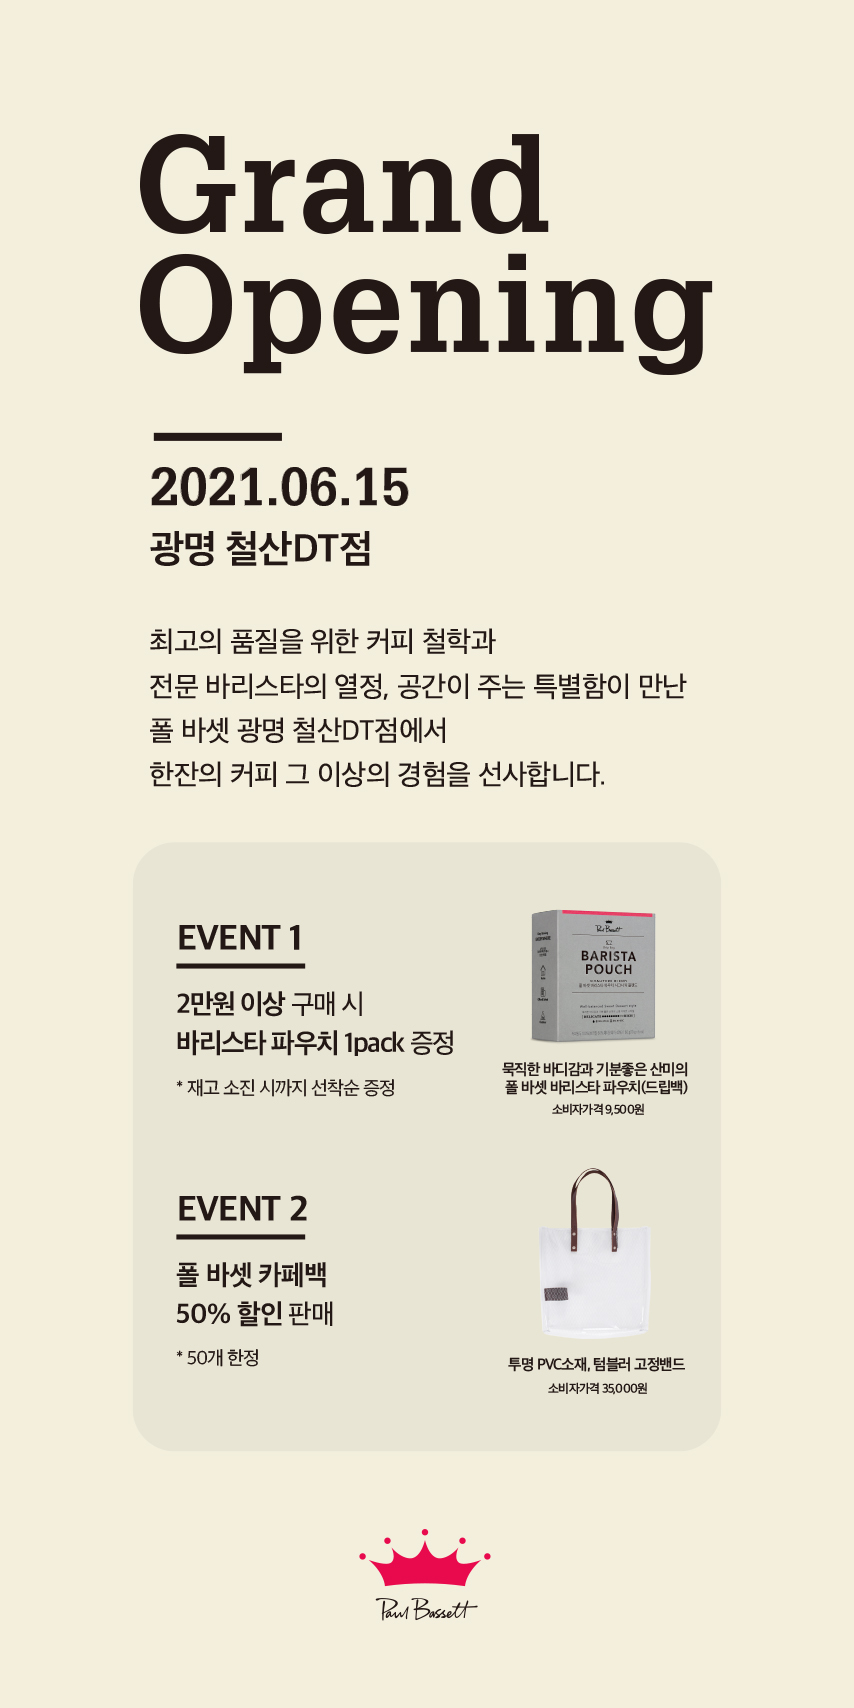 Grand
Opening
2021.06.15
광명 철산DT점
최고의 품질을 위한 커피 철학과
전문 바리스타의 열정, 공간이 주는 특별함이 만난
폴 바셋 광명 철산DT점에서
한잔의 커피 그 이상의 경험을 선사합니다.
EVENT 1
2만원 이상 구매 시
바리스타 파우치 1pack 증정
* 재고 소진 시까지 선착순 증정
Paul Bassett
BARISTA
POUCH
묵직한 바디감과 기분좋은 산미의
폴 바셋 바리스타 파우치(드립백)
소비자가격 9,500원
EVENT 2
폴 바셋 카페백
50% 할인 판매
* 50개 한정
투명 PVC소재, 텀블러 고정밴드
소비자가격 35,000원
Paul Bassett